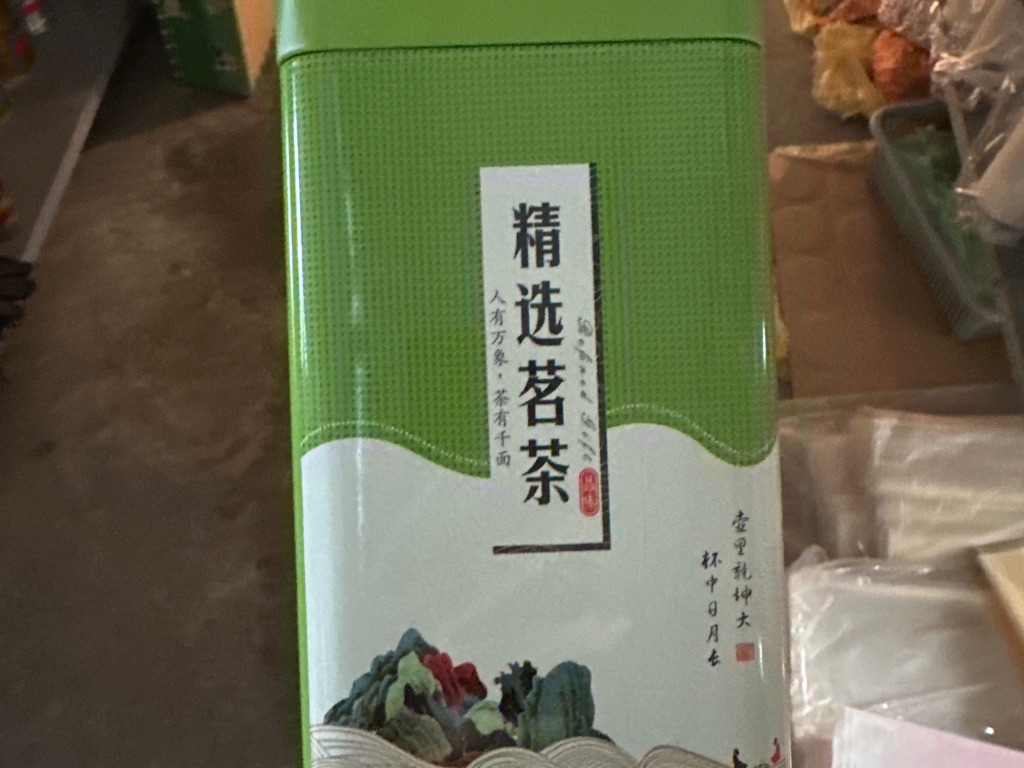 精选茗茶
人有万象，茶有千面
壶里乾坤大
杯中日月长